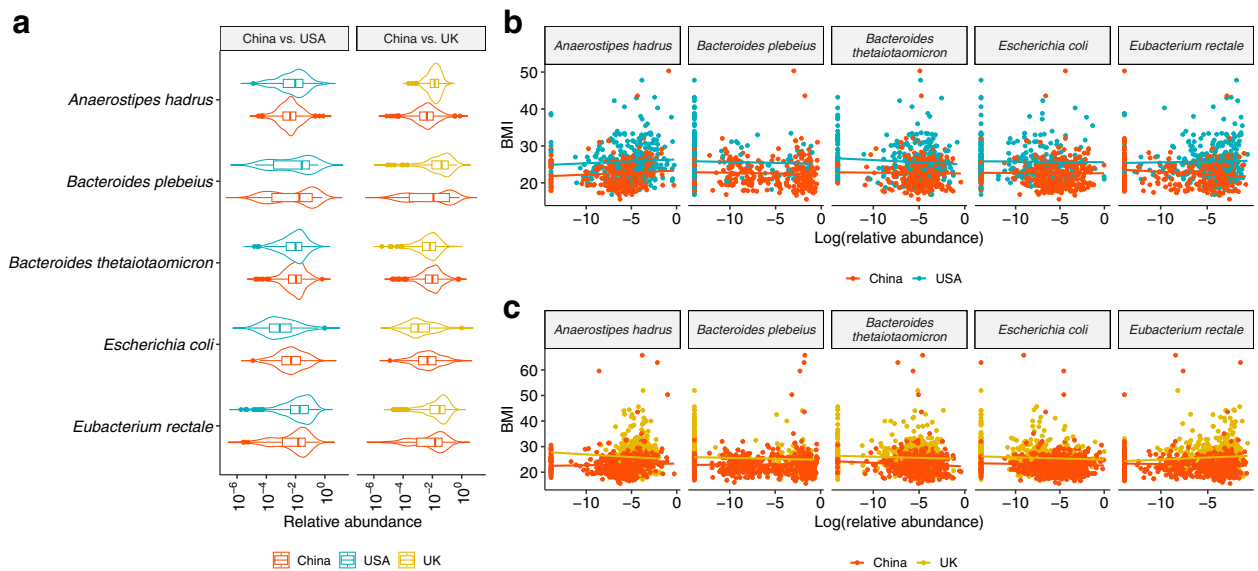 a
China vs. USA
China vs. UK
Anaerostipes hadrus
Bacteroides plebeius
Bacteroides thetaiotaomicron
Escherichia coli
Eubacterium rectale
10⁻⁶ 10⁻⁴ 10⁻² 10¹
10⁻⁶ 10⁻⁴ 10⁻² 10¹
Relative abundance
China USA UK
b
Anaerostipes hadrus
Bacteroides plebeius
Bacteroides
thetaiotaomicron
Escherichia coli
Eubacterium rectale
BMI
50
40
30
20
−10 −5 0
−10 −5 0
−10 −5 0
−10 −5 0
−10 −5
Log(relative abundance)
China USA
c
Anaerostipes hadrus
Bacteroides plebeius
Bacteroides
thetaiotaomicron
Escherichia coli
Eubacterium rectale
BMI
60
50
40
30
20
−10 −5 0
−10 −5 0
−10 −5 0
−10 −5 0
−10 −5
Log(relative abundance)
China UK